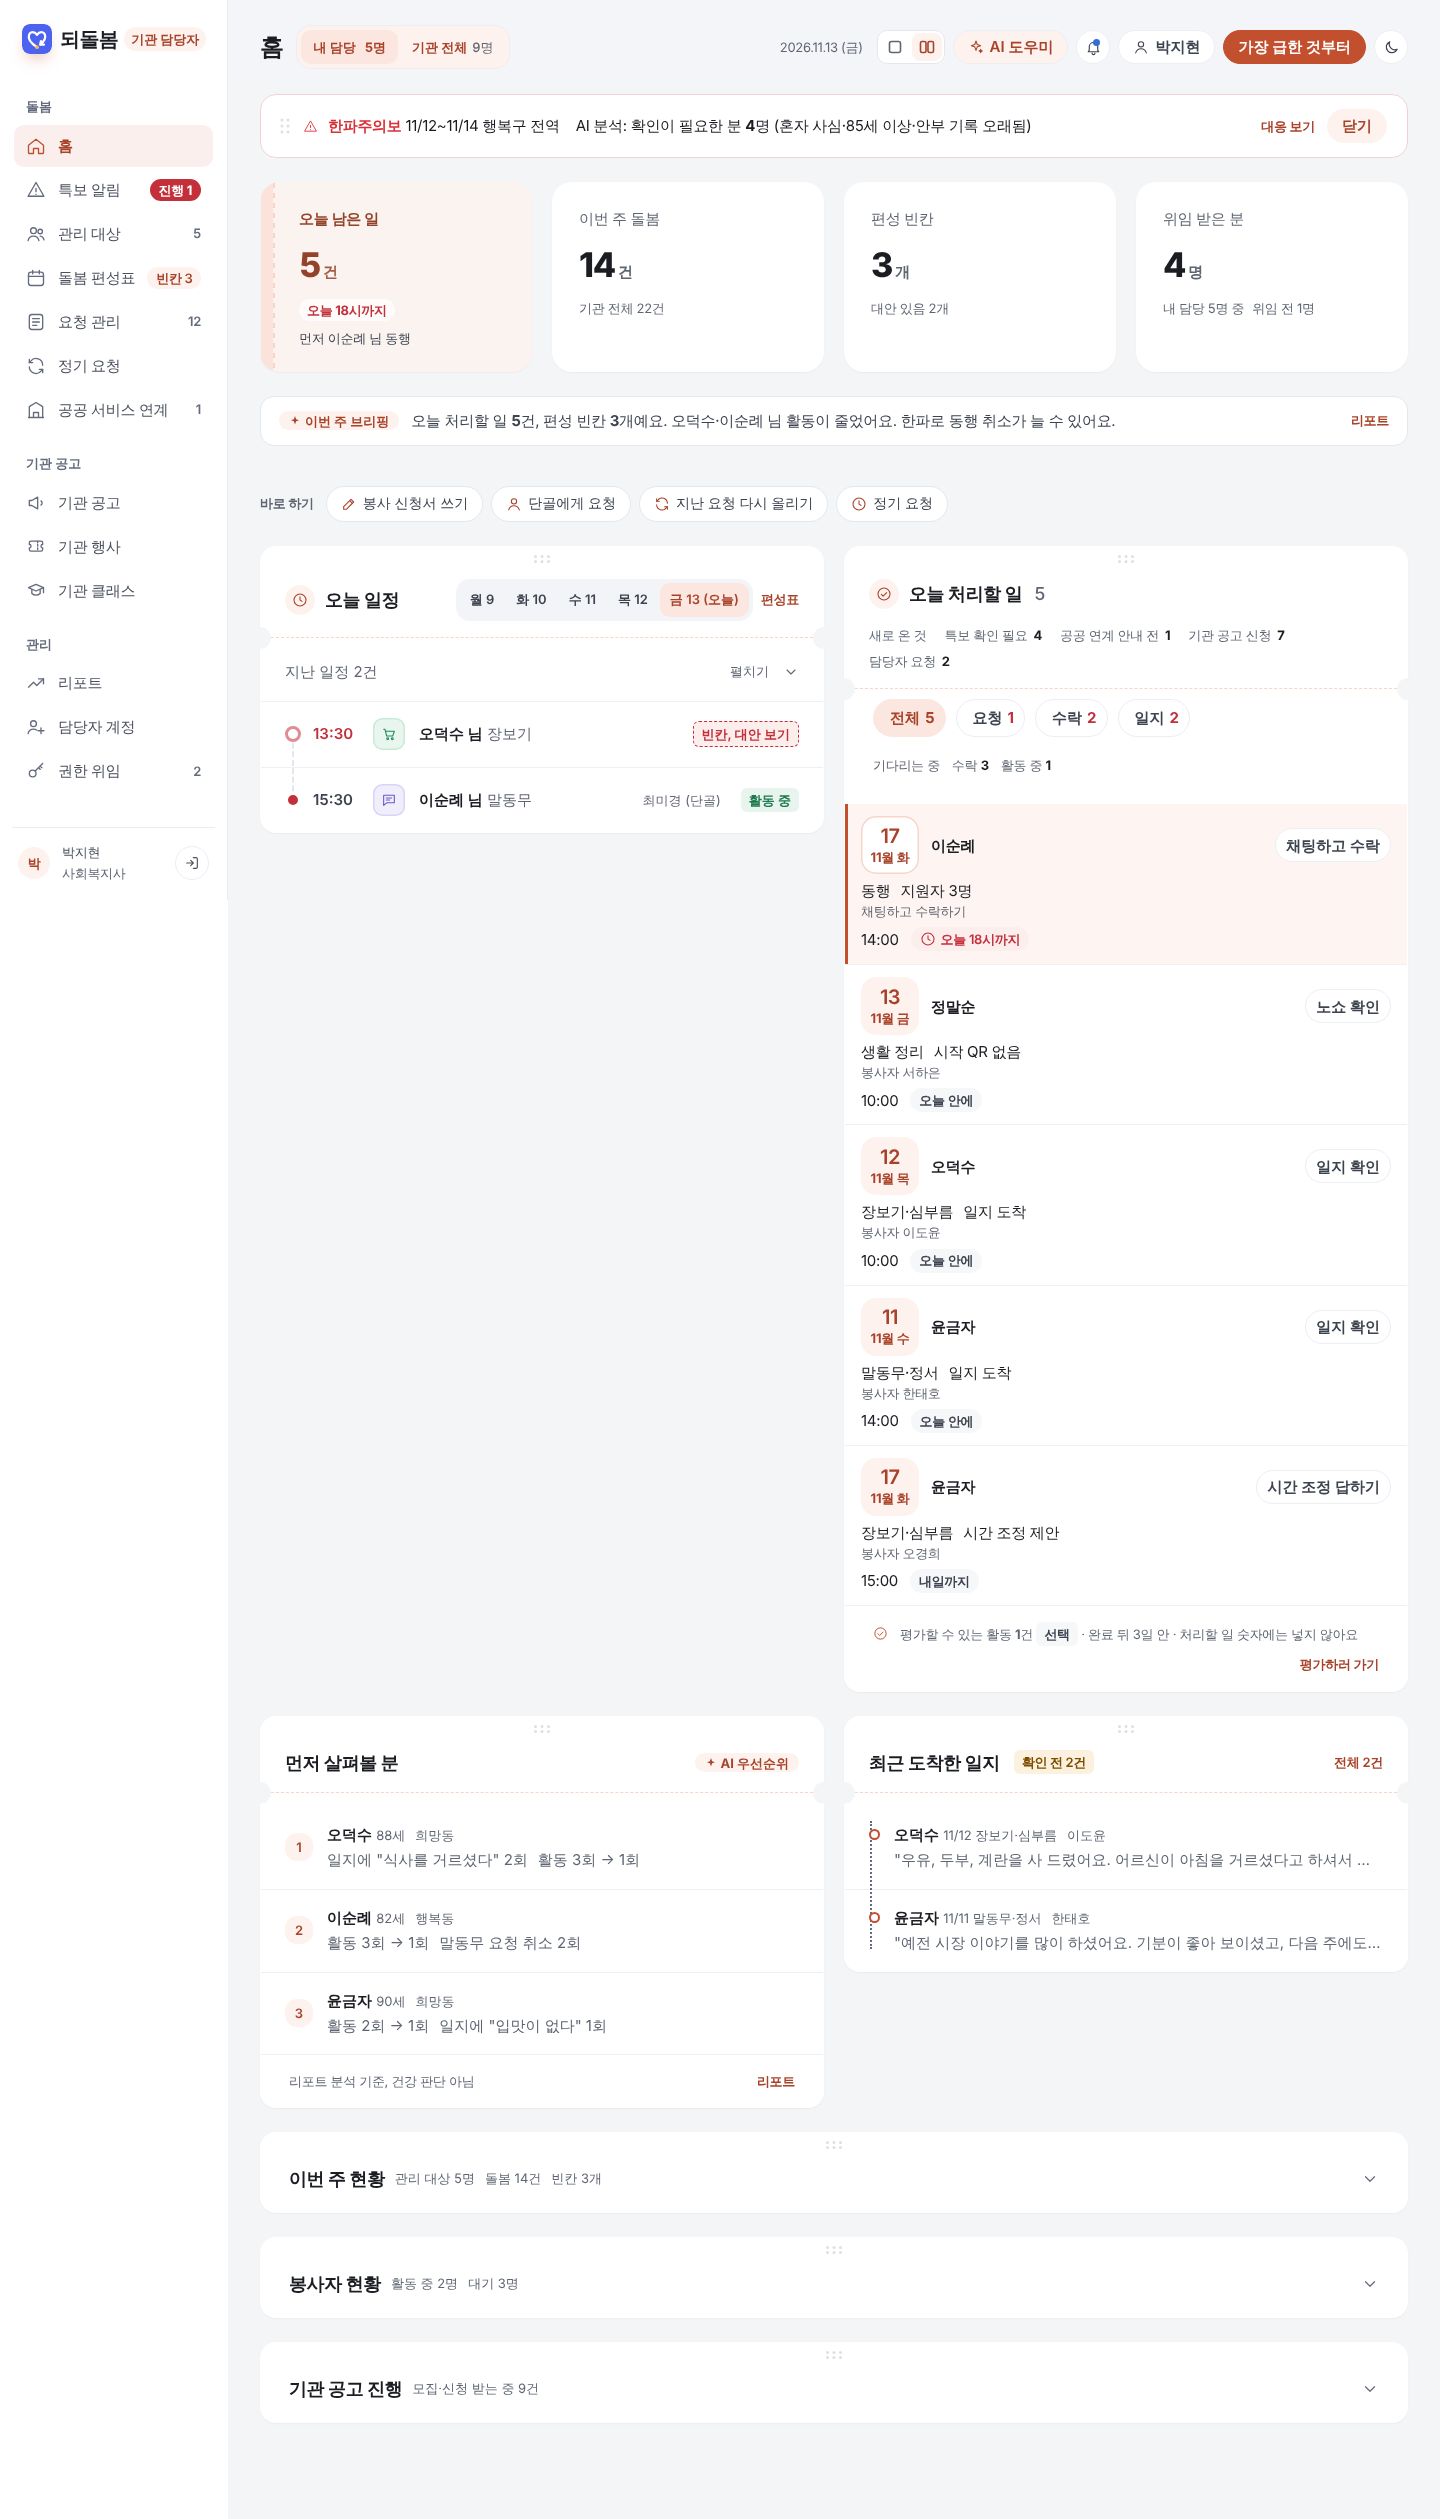 되돌봄 기관 담당자
돌봄
홈
특보 알림 진행 1
관리 대상 5
돌봄 편성표 빈칸 3
요청 관리 12
정기 요청
공공 서비스 연계 1
기관 공고
기관 공고
기관 행사
기관 클래스
관리
리포트
담당자 계정
권한 위임 2
박 박지현
사회복지사
홈 내 담당 5명 기관 전체 9명 2026.11.13 (금) AI 도우미 박지현 가장 급한 것부터
한파주의보 11/12~11/14 행복구 전역 AI 분석: 확인이 필요한 분 4명 (혼자 사심·85세 이상·안부 기록 오래됨) 대응 보기 닫기
오늘 남은 일
5건
오늘 18시까지
먼저 이순례 님 동행
이번 주 돌봄
14건
기관 전체 22건
편성 빈칸
3개
대안 있음 2개
위임 받은 분
4명
내 담당 5명 중 위임 전 1명
이번 주 브리핑 오늘 처리할 일 5건, 편성 빈칸 3개예요. 오덕수·이순례 님 활동이 줄었어요. 한파로 동행 취소가 늘 수 있어요. 리포트
바로 하기 봉사 신청서 쓰기 단골에게 요청 지난 요청 다시 올리기 정기 요청
오늘 일정 월 9 화 10 수 11 목 12 금 13 (오늘) 편성표
지난 일정 2건 펼치기
13:30 오덕수 님 장보기 빈칸, 대안 보기
15:30 이순례 님 말동무 최미경 (단골) 활동 중
오늘 처리할 일 5
새로 온 것 특보 확인 필요 4 공공 연계 안내 전 1 기관 공고 신청 7
담당자 요청 2
전체 5 요청 1 수락 2 일지 2
기다리는 중 수락 3 활동 중 1
17
11월 화
이순례 채팅하고 수락
동행 지원자 3명
채팅하고 수락하기
14:00 오늘 18시까지
13
11월 금
정말순 노쇼 확인
생활 정리 시작 QR 없음
봉사자 서하은
10:00 오늘 안에
12
11월 목
오덕수 일지 확인
장보기·심부름 일지 도착
봉사자 이도윤
10:00 오늘 안에
11
11월 수
윤금자 일지 확인
말동무·정서 일지 도착
봉사자 한태호
14:00 오늘 안에
17
11월 화
윤금자 시간 조정 답하기
장보기·심부름 시간 조정 제안
봉사자 오경희
15:00 내일까지
평가할 수 있는 활동 1건 선택 · 완료 뒤 3일 안 · 처리할 일 숫자에는 넣지 않아요
평가하러 가기
먼저 살펴볼 분 AI 우선순위
1 오덕수 88세 희망동
일지에 "식사를 거르셨다" 2회 활동 3회 → 1회
2 이순례 82세 행복동
활동 3회 → 1회 말동무 요청 취소 2회
3 윤금자 90세 희망동
활동 2회 → 1회 일지에 "입맛이 없다" 1회
리포트 분석 기준, 건강 판단 아님 리포트
최근 도착한 일지 확인 전 2건 전체 2건
오덕수 11/12 장보기·심부름 이도윤
"우유, 두부, 계란을 사 드렸어요. 어르신이 아침을 거르셨다고 하셔서 ...
윤금자 11/11 말동무·정서 한태호
"예전 시장 이야기를 많이 하셨어요. 기분이 좋아 보이셨고, 다음 주에도...
이번 주 현황 관리 대상 5명 돌봄 14건 빈칸 3개
봉사자 현황 활동 중 2명 대기 3명
기관 공고 진행 모집·신청 받는 중 9건